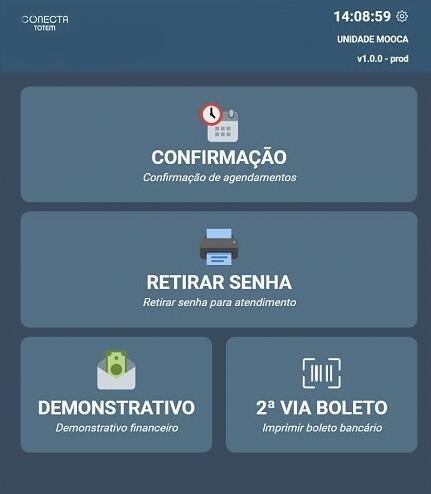 CONECTA
TOTEM
14:08:59
UNIDADE MOOCA
v1.0.0 - prod
CONFIRMAÇÃO
Confirmação de agendamentos
RETIRAR SENHA
Retirar senha para atendimento
DEMONSTRATIVO
Demonstrativo financeiro
2ª VIA BOLETO
Imprimir boleto bancário